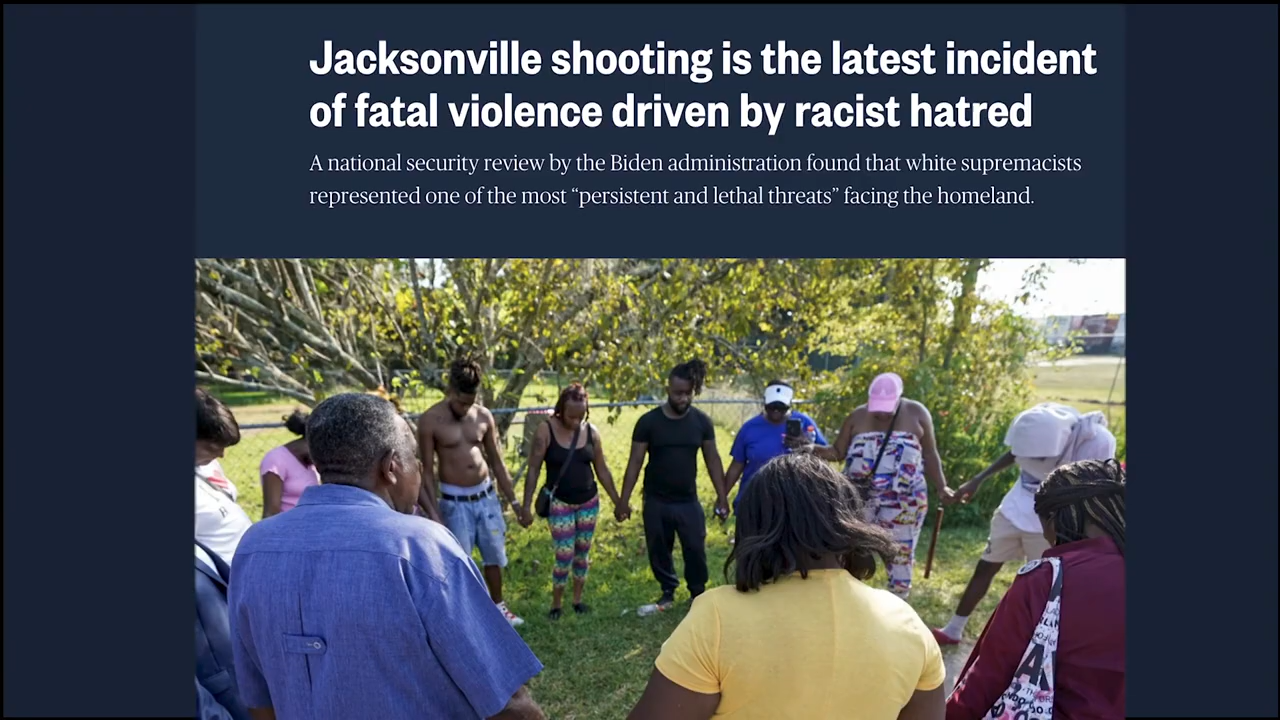 Jacksonville shooting is the latest incident
of fatal violence driven by racist hatred
A national security review by the Biden administration found that white supremacists
represented one of the most “persistent and lethal threats” facing the homeland.